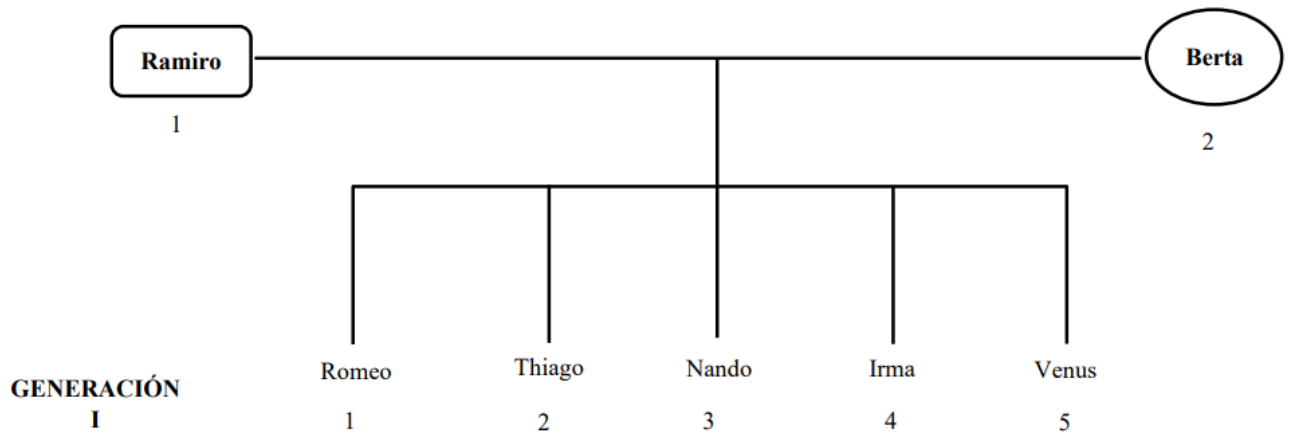 Ramiro
Berta
1
2
Romeo
Thiago
Nando
Irma
Venus
GENERACIÓN
I
1
2
3
4
5